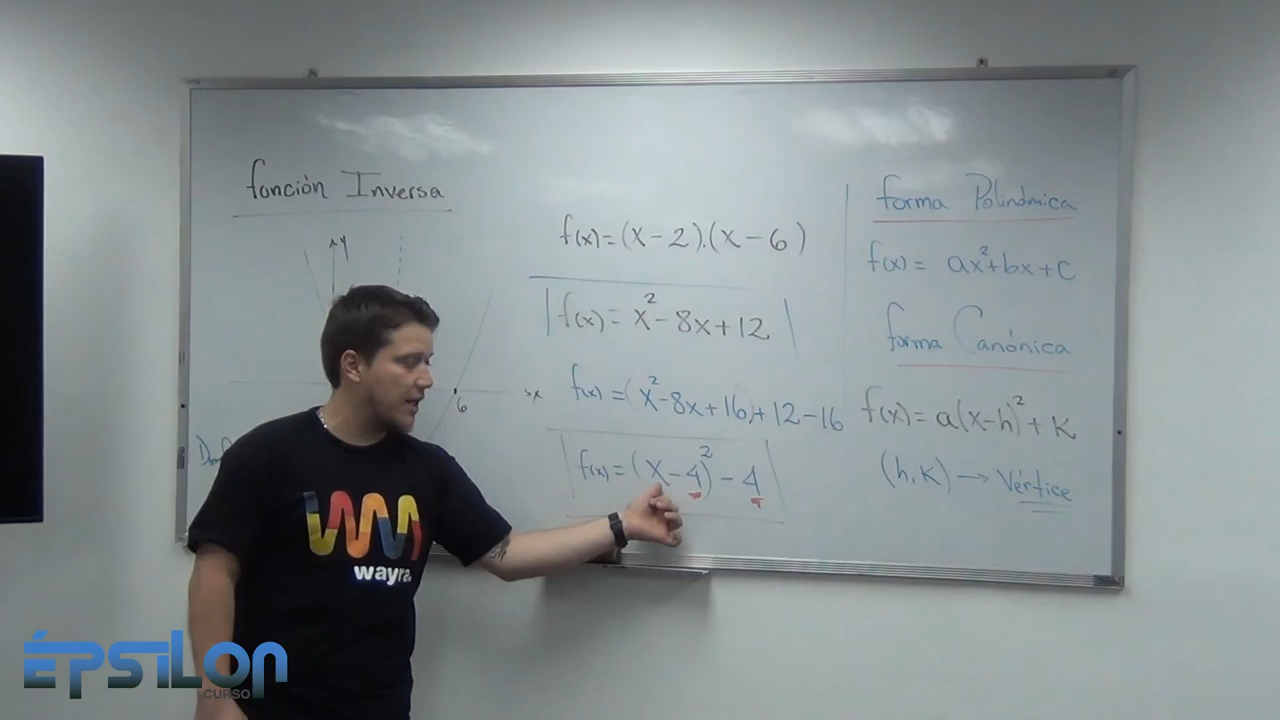 función Inversa
y
x
6
f(x)=(x-2).(x-6)
f(x)= x²-8x+12
f(x)=(x²-8x+16)+12-16
f(x)=(x-4)²-4
forma Polinómica
f(x)= ax²+bx+c
forma Canónica
f(x)= a(x-h)²+K
(h,K)→Vértice
wayra
ÉPSILON
CURSO